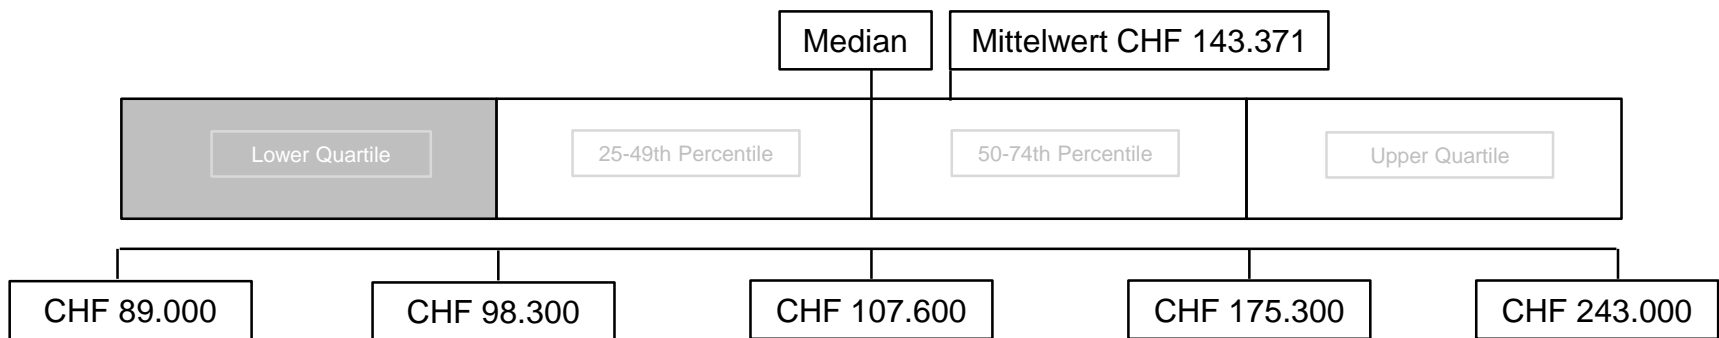 Median
Mittelwert CHF 143.371
Lower Quartile
25-49th Percentile
50-74th Percentile
Upper Quartile
CHF 89.000
CHF 98.300
CHF 107.600
CHF 175.300
CHF 243.000